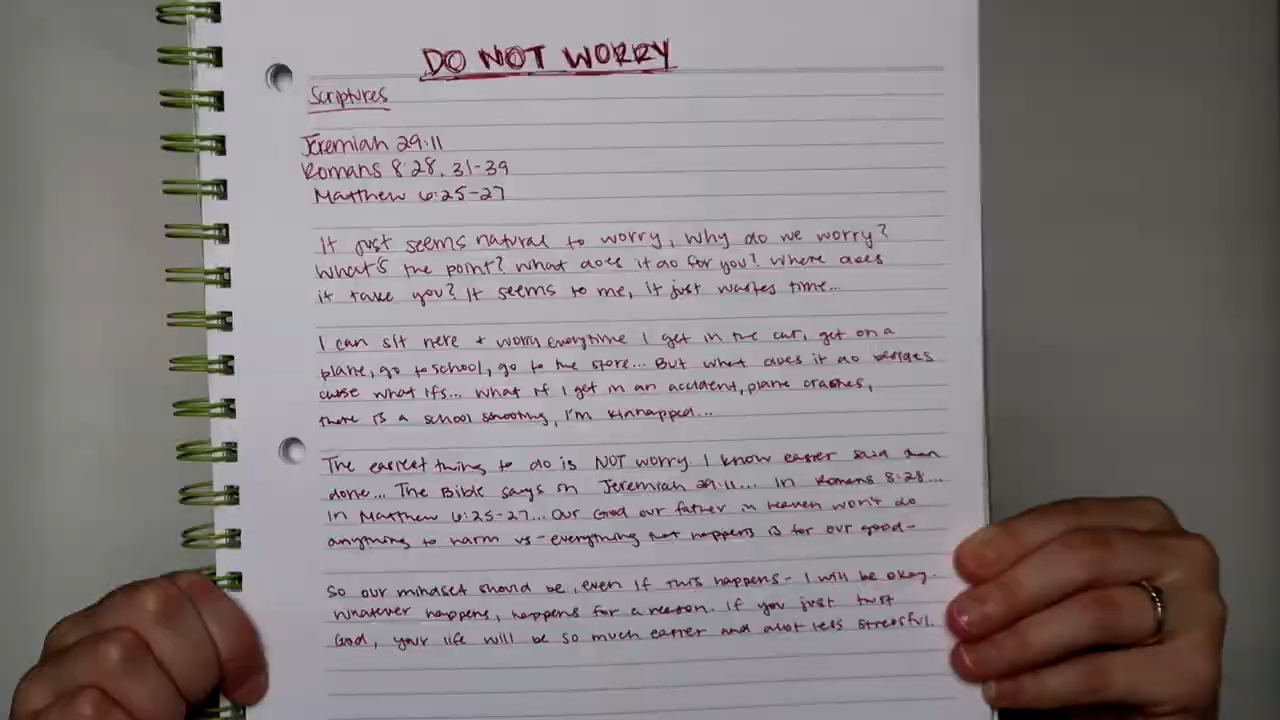 DO NOT WORRY
Scriptures
Jeremiah 29:11
Romans 8:28, 31-39
Matthew 6:25-27
It just seems natural to worry, why do we worry?
What's the point? What does it do for you? Where does
it take you? It seems to me, it just wastes time...
I can sit here + worry everytime I get in the car, get on a
plane, go to school, go to the store... But what does it do besides
cause what ifs... what if I get in an accident, plane crashes,
there is a school shooting, I'm kinnapped...
The easiest thing to do is NOT worry. I know easier said than
done... The Bible says in Jeremiah 29:11... In Romans 8:28...
In Matthew 6:25-27... Our God our father in heaven won't do
anything to harm us - everything that happens is for our good-
So our mindset should be, even if this happens - I will be okay.
Whatever happens, happens for a reason. If you just trust
God, your life will be so much easier and alot less stressful.